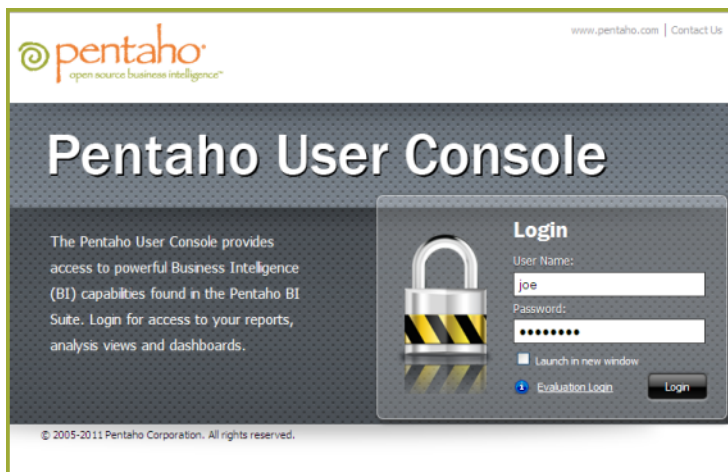 www.pentaho.com | Contact Us
pentaho
open source business intelligence™
Pentaho User Console
The Pentaho User Console provides
access to powerful Business Intelligence
(BI) capabilities found in the Pentaho BI
Suite. Login for access to your reports,
analysis views and dashboards.
Login
User Name:
joe
Password:
••••••••
Launch in new window
Evaluation Login
Login
© 2005-2011 Pentaho Corporation. All rights reserved.